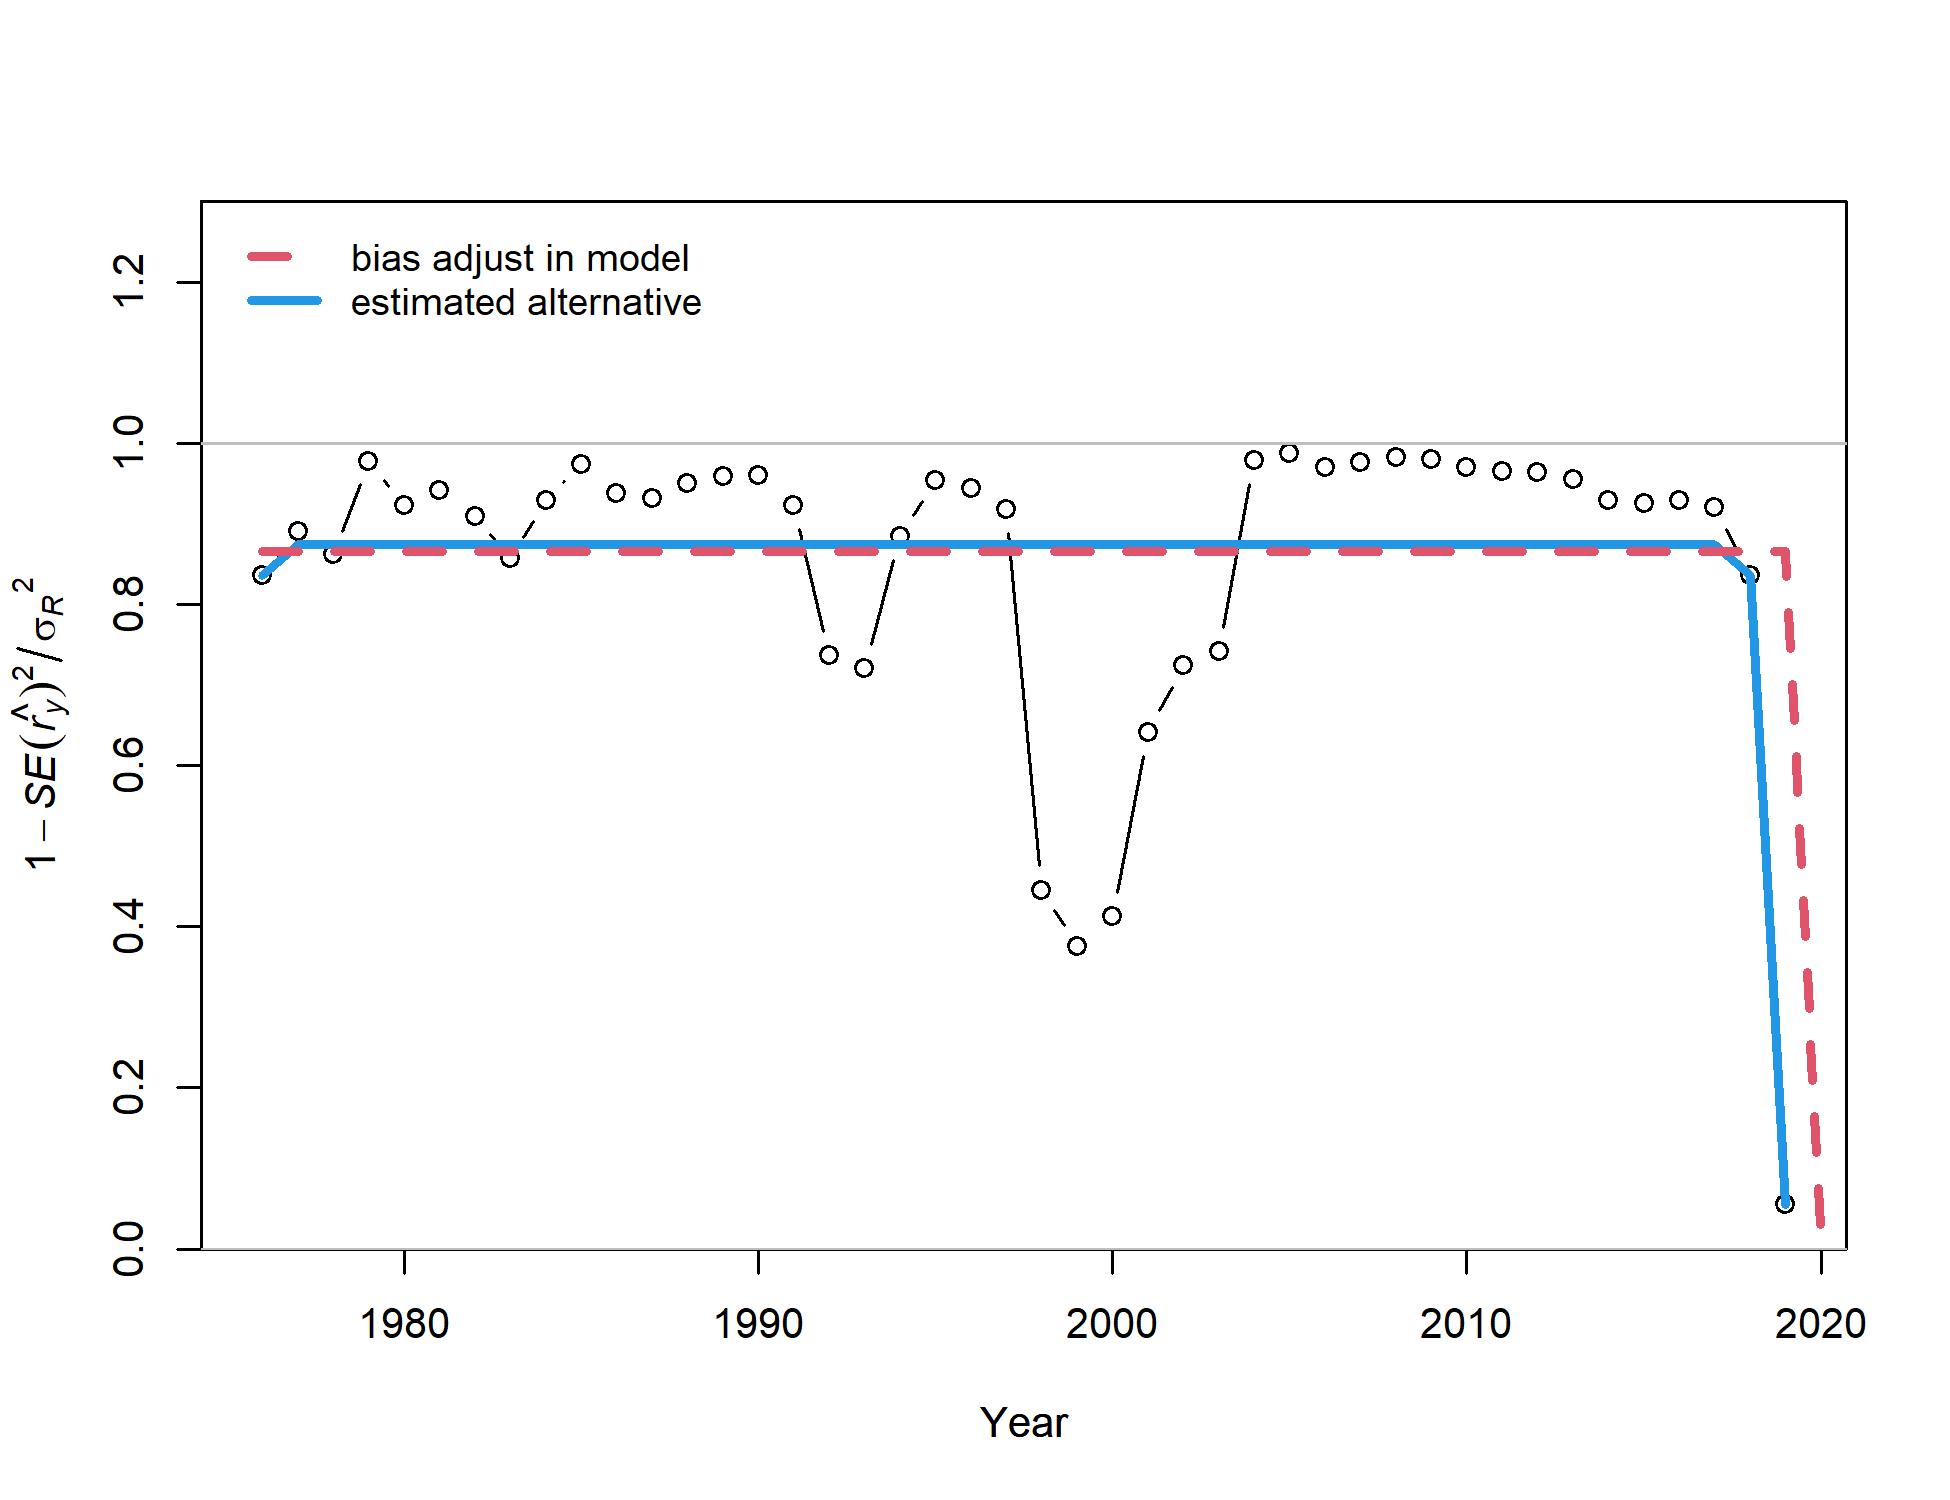 bias adjust in model
estimated alternative
1 − SE(r̂y)² / σR²
1.2
1.0
0.8
0.6
0.4
0.2
0.0
1980 1990 2000 2010 2020
Year